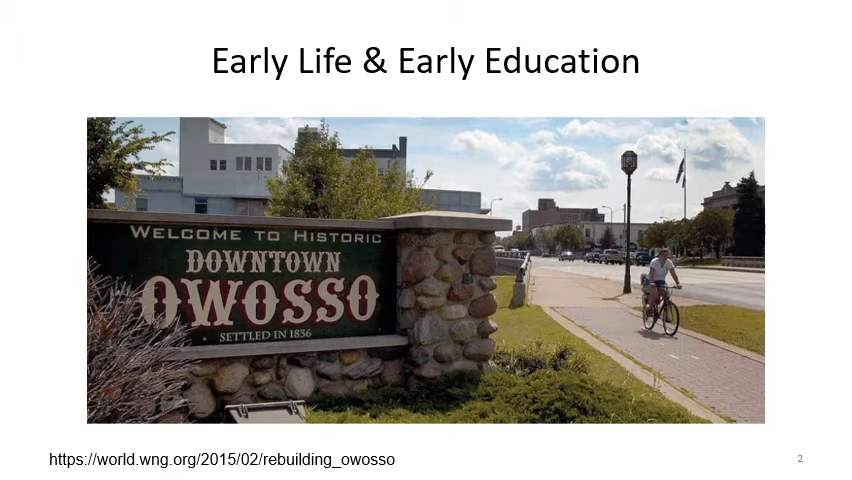 Early Life & Early Education
WELCOME TO HISTORIC
DOWNTOWN
OWOSSO
SETTLED IN 1836
https://world.wng.org/2015/02/rebuilding_owosso
2